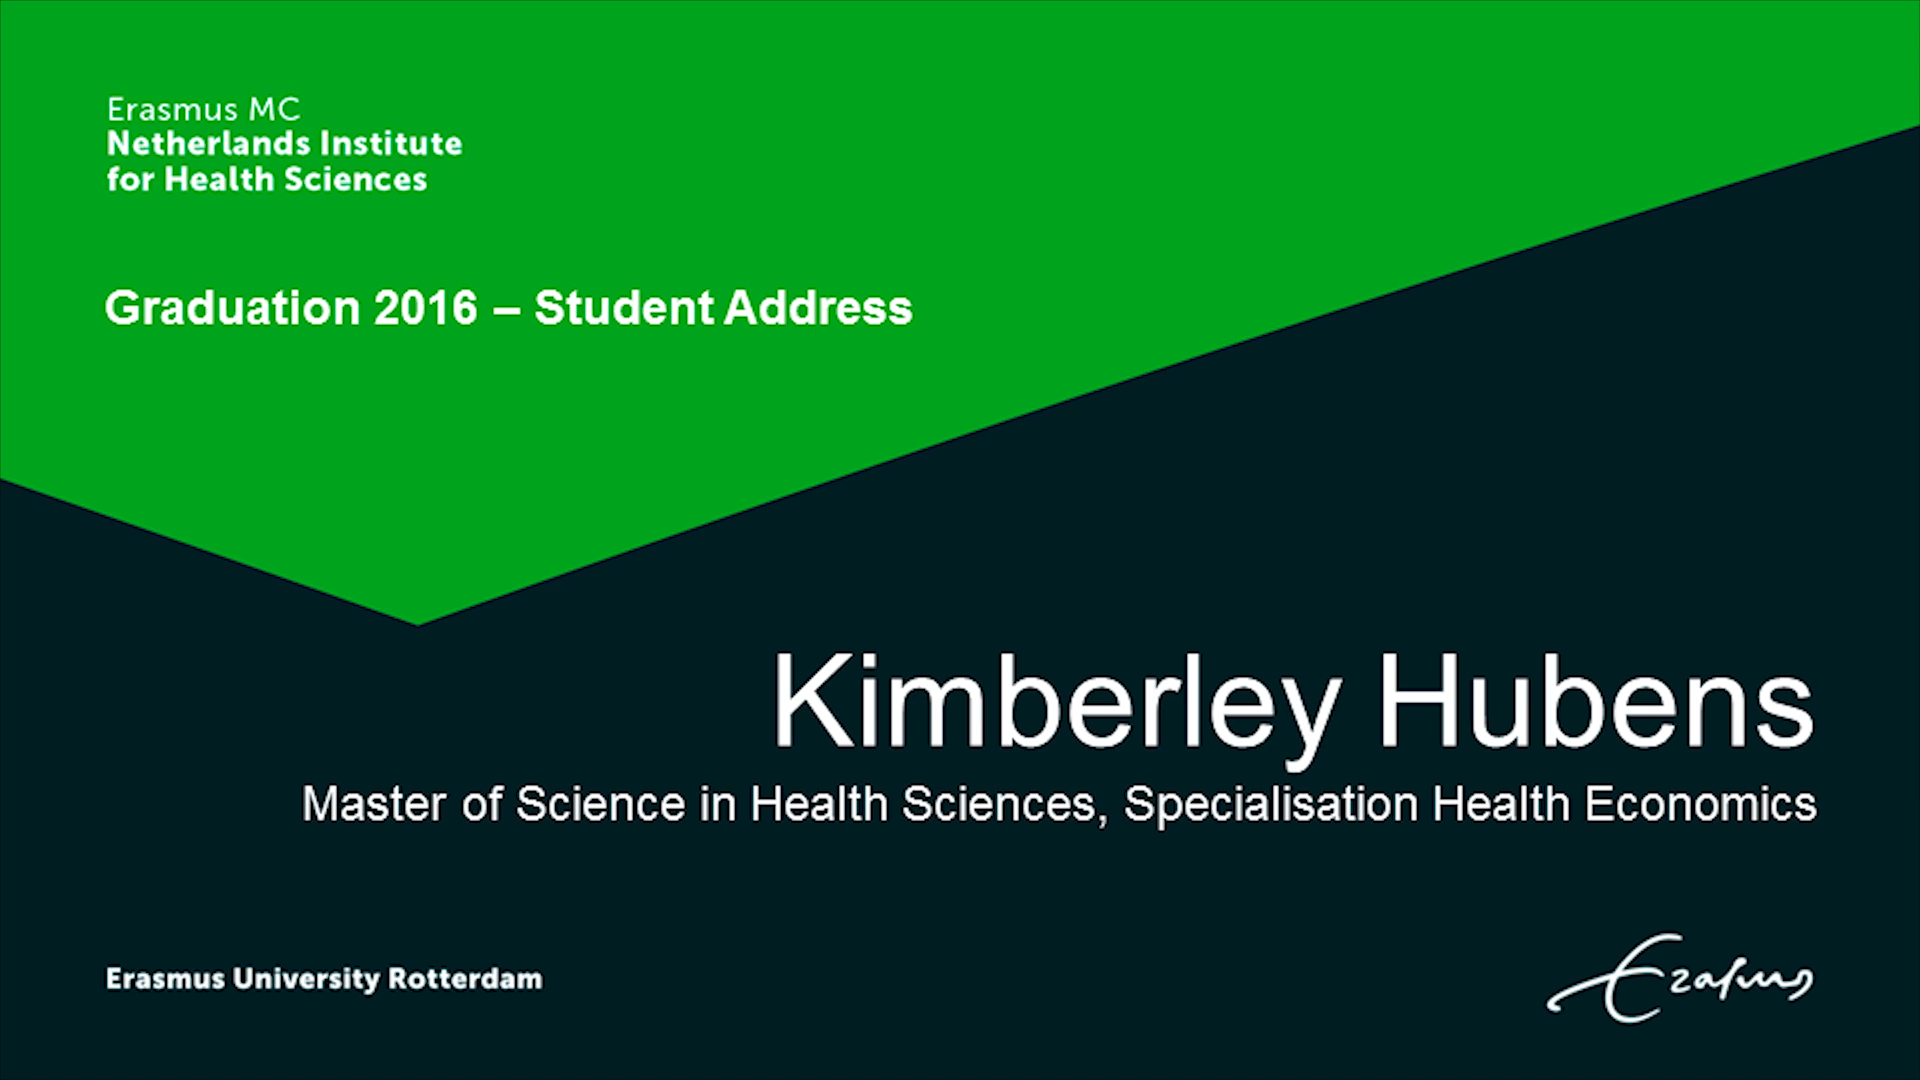 Erasmus MC
Netherlands Institute
for Health Sciences
Graduation 2016 – Student Address
Kimberley Hubens
Master of Science in Health Sciences, Specialisation Health Economics
Erasmus University Rotterdam
Erasmus